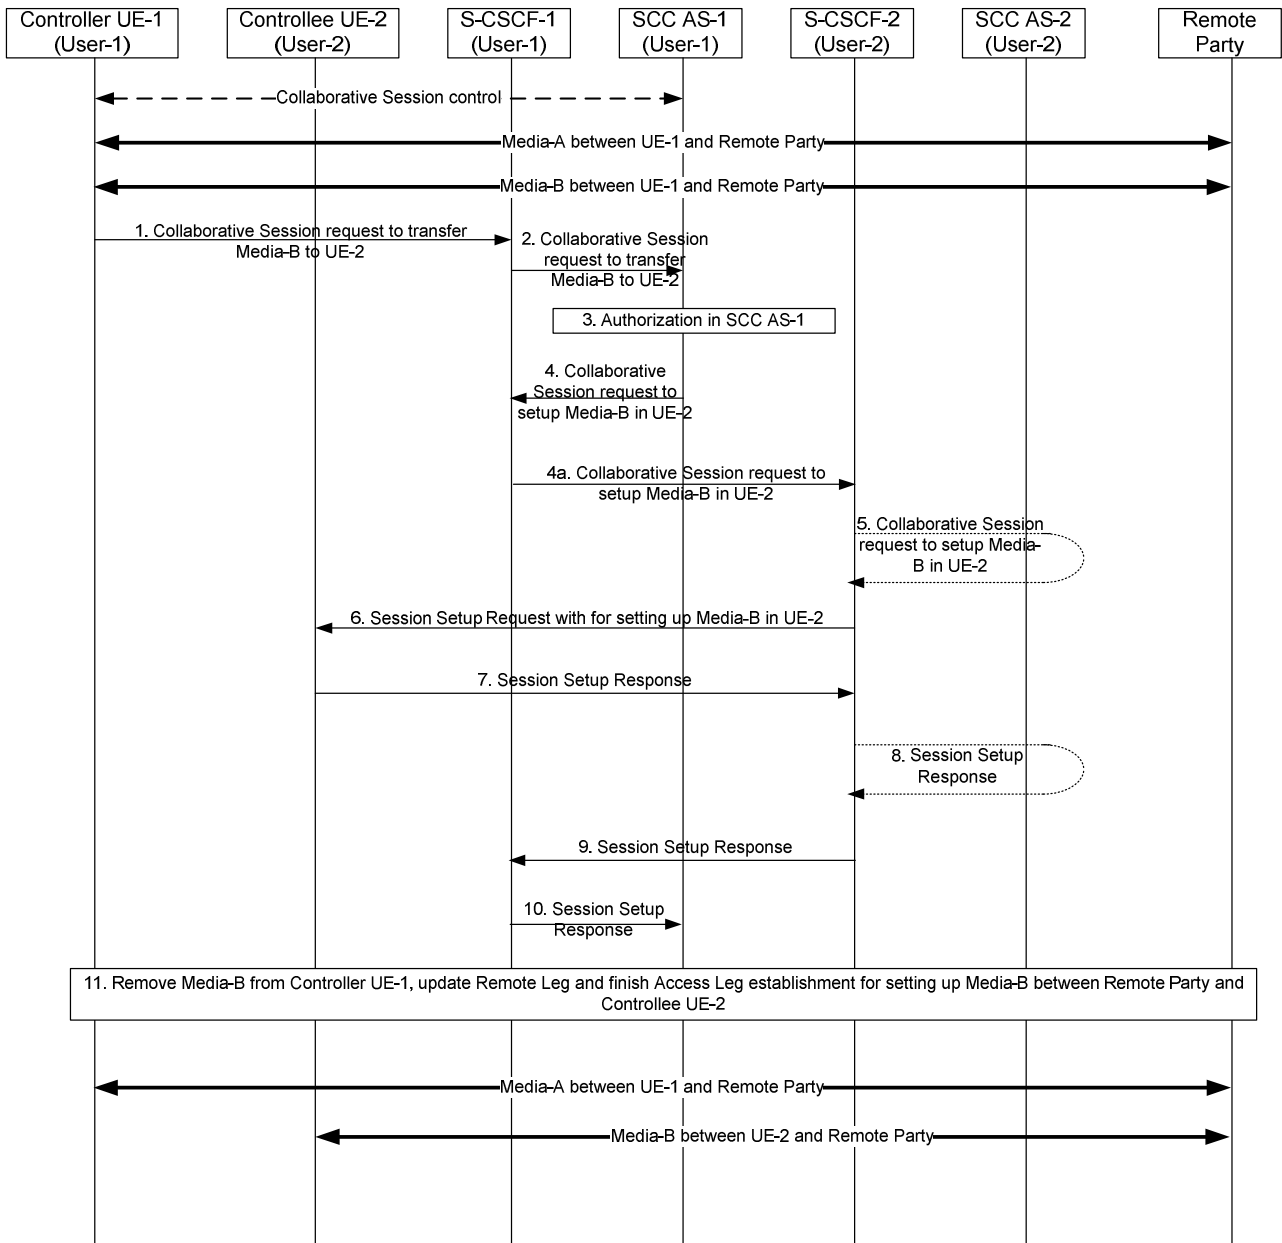 Controller UE-1
(User-1)
Controllee UE-2
(User-2)
S-CSCF-1
(User-1)
SCC AS-1
(User-1)
S-CSCF-2
(User-2)
SCC AS-2
(User-2)
Remote
Party
Collaborative Session control
Media-A between UE-1 and Remote Party
Media-B between UE-1 and Remote Party
1. Collaborative Session request to transfer
Media-B to UE-2
2. Collaborative Session
request to transfer
Media-B to UE-2
3. Authorization in SCC AS-1
4. Collaborative
Session request to
setup Media-B in UE-2
4a. Collaborative Session request to
setup Media-B in UE-2
5. Collaborative Session
request to setup Media-
B in UE-2
6. Session Setup Request with for setting up Media-B in UE-2
7. Session Setup Response
8. Session Setup
Response
9. Session Setup Response
10. Session Setup
Response
11. Remove Media-B from Controller UE-1, update Remote Leg and finish Access Leg establishment for setting up Media-B between Remote Party and
Controllee UE-2
Media-A between UE-1 and Remote Party
Media-B between UE-2 and Remote Party